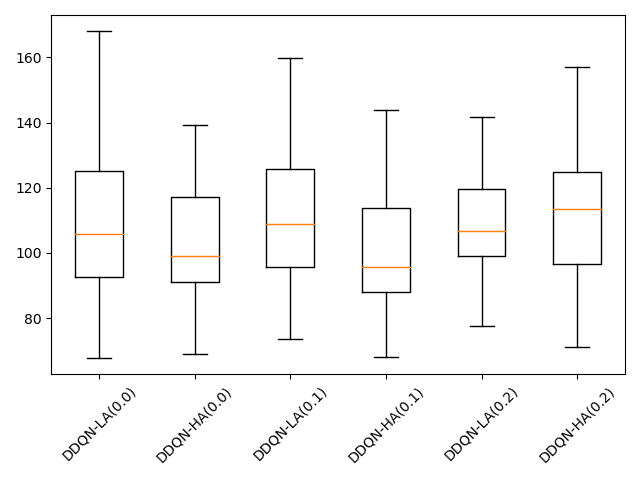 160
140
120
100
80
DDQN-LA(0.0)
DDQN-HA(0.0)
DDQN-LA(0.1)
DDQN-HA(0.1)
DDQN-LA(0.2)
DDQN-HA(0.2)